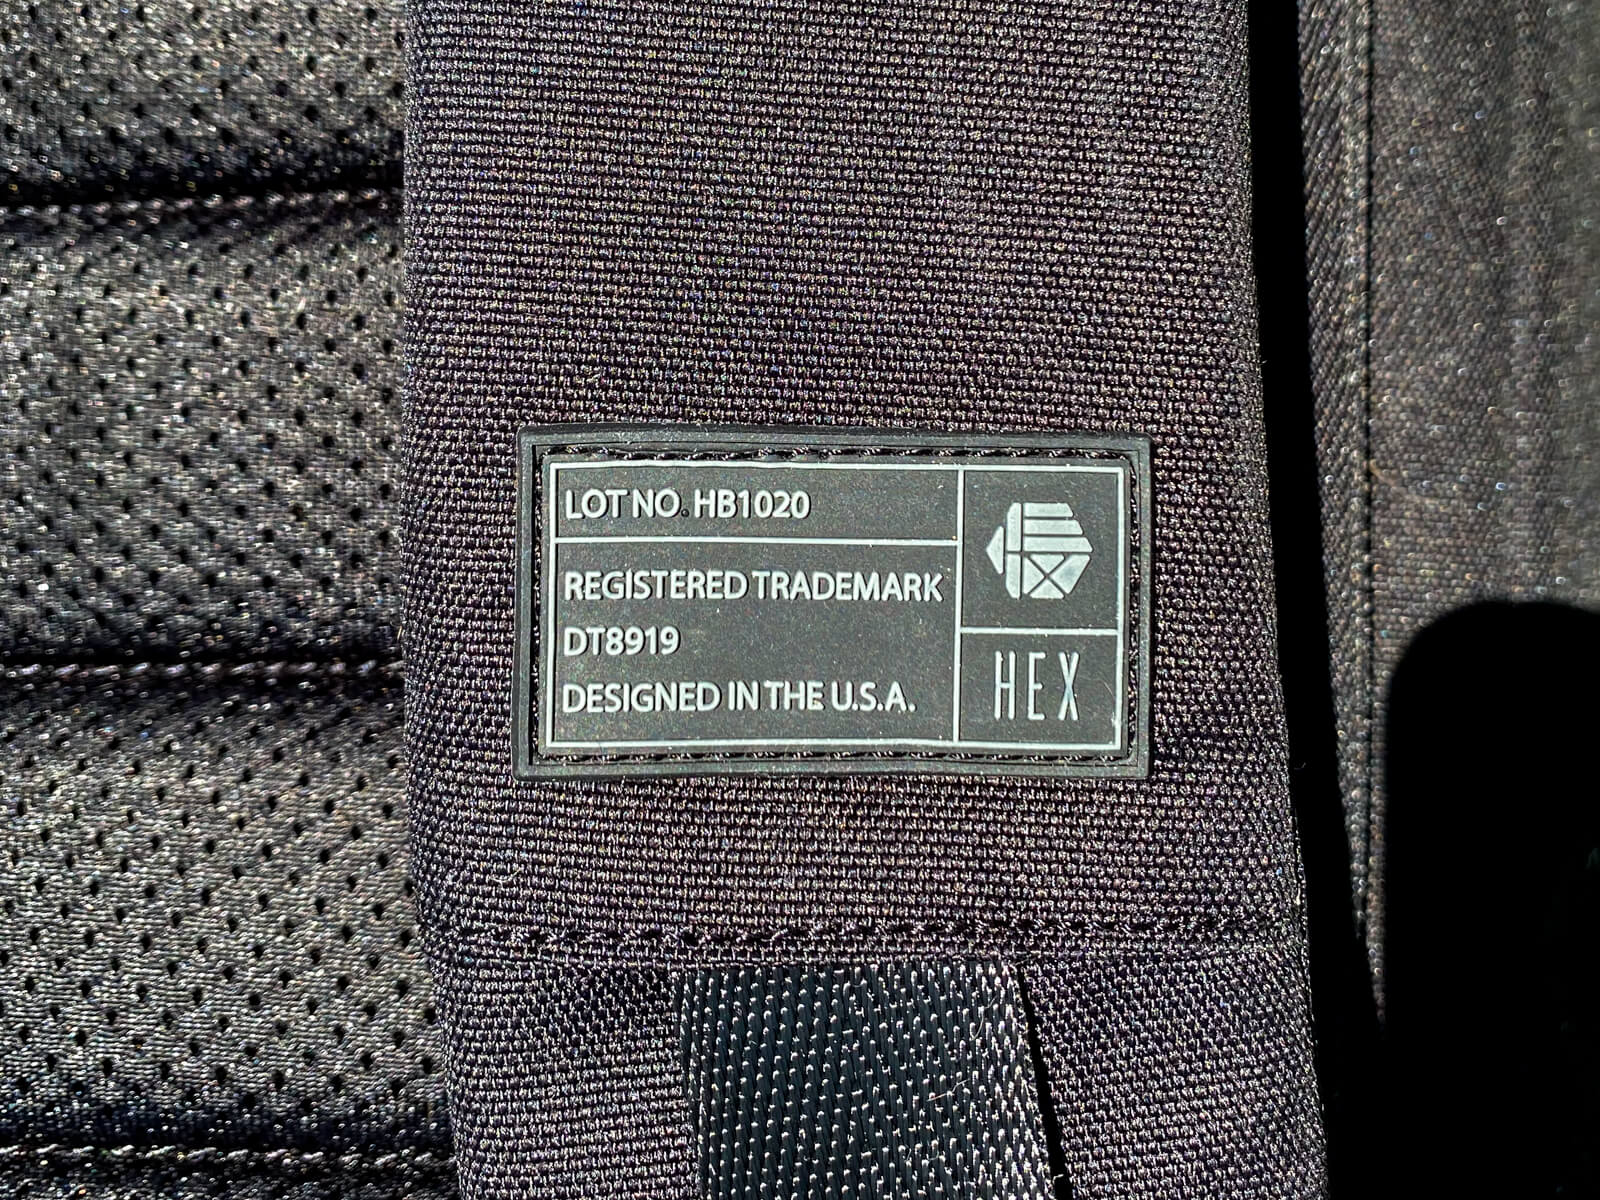 LOT NO. HB1020
REGISTERED TRADEMARK
DT8919
DESIGNED IN THE U.S.A.
HEX